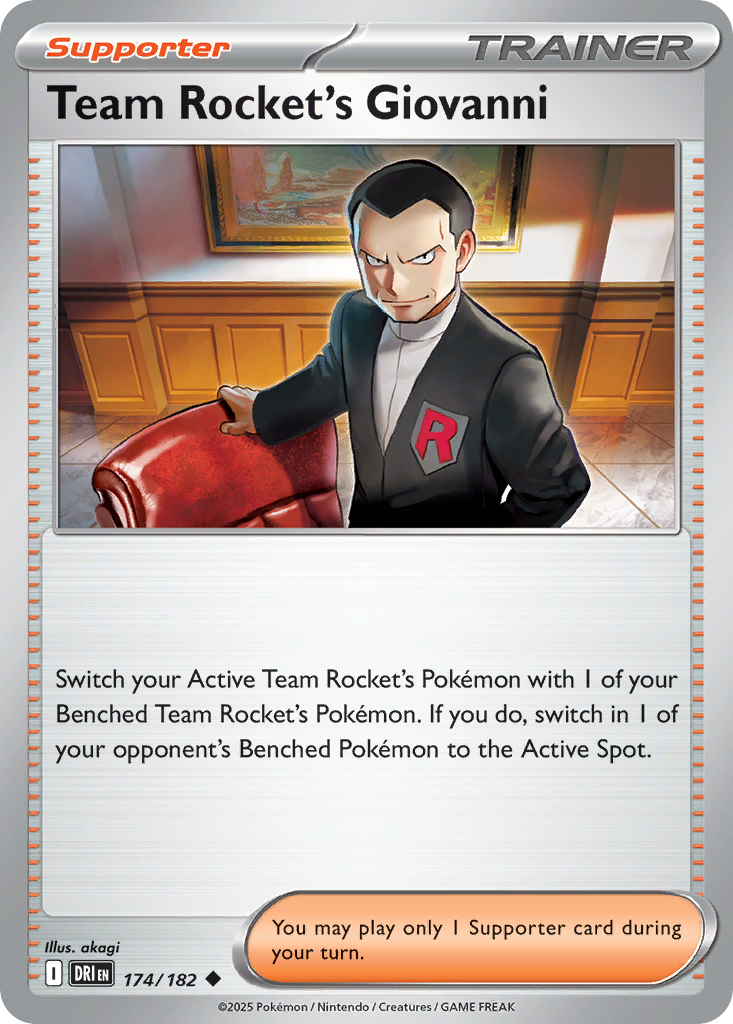 Supporter
TRAINER
Team Rocket's Giovanni
R
Switch your Active Team Rocket's Pokémon with 1 of your
Benched Team Rocket's Pokémon. If you do, switch in 1 of
your opponent's Benched Pokémon to the Active Spot.
You may play only 1 Supporter card during
your turn.
Illus. akagi
I DRI EN 174/182 ◆
©2025 Pokémon / Nintendo / Creatures / GAME FREAK